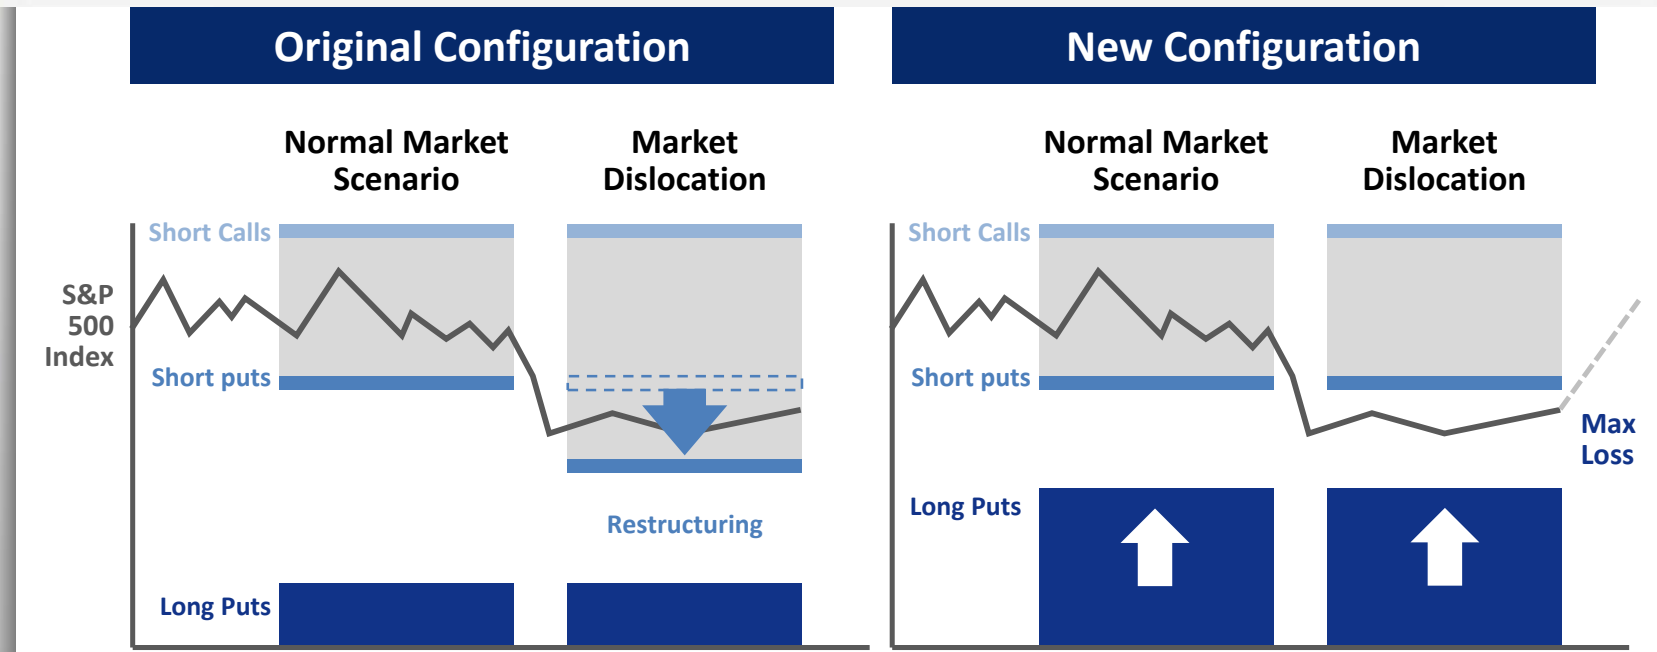 Original Configuration
Normal Market
Scenario
Market
Dislocation
Short Calls
S&P
500
Index
Short puts
Restructuring
Long Puts
New Configuration
Normal Market
Scenario
Market
Dislocation
Short Calls
Short puts
Max
Loss
Long Puts